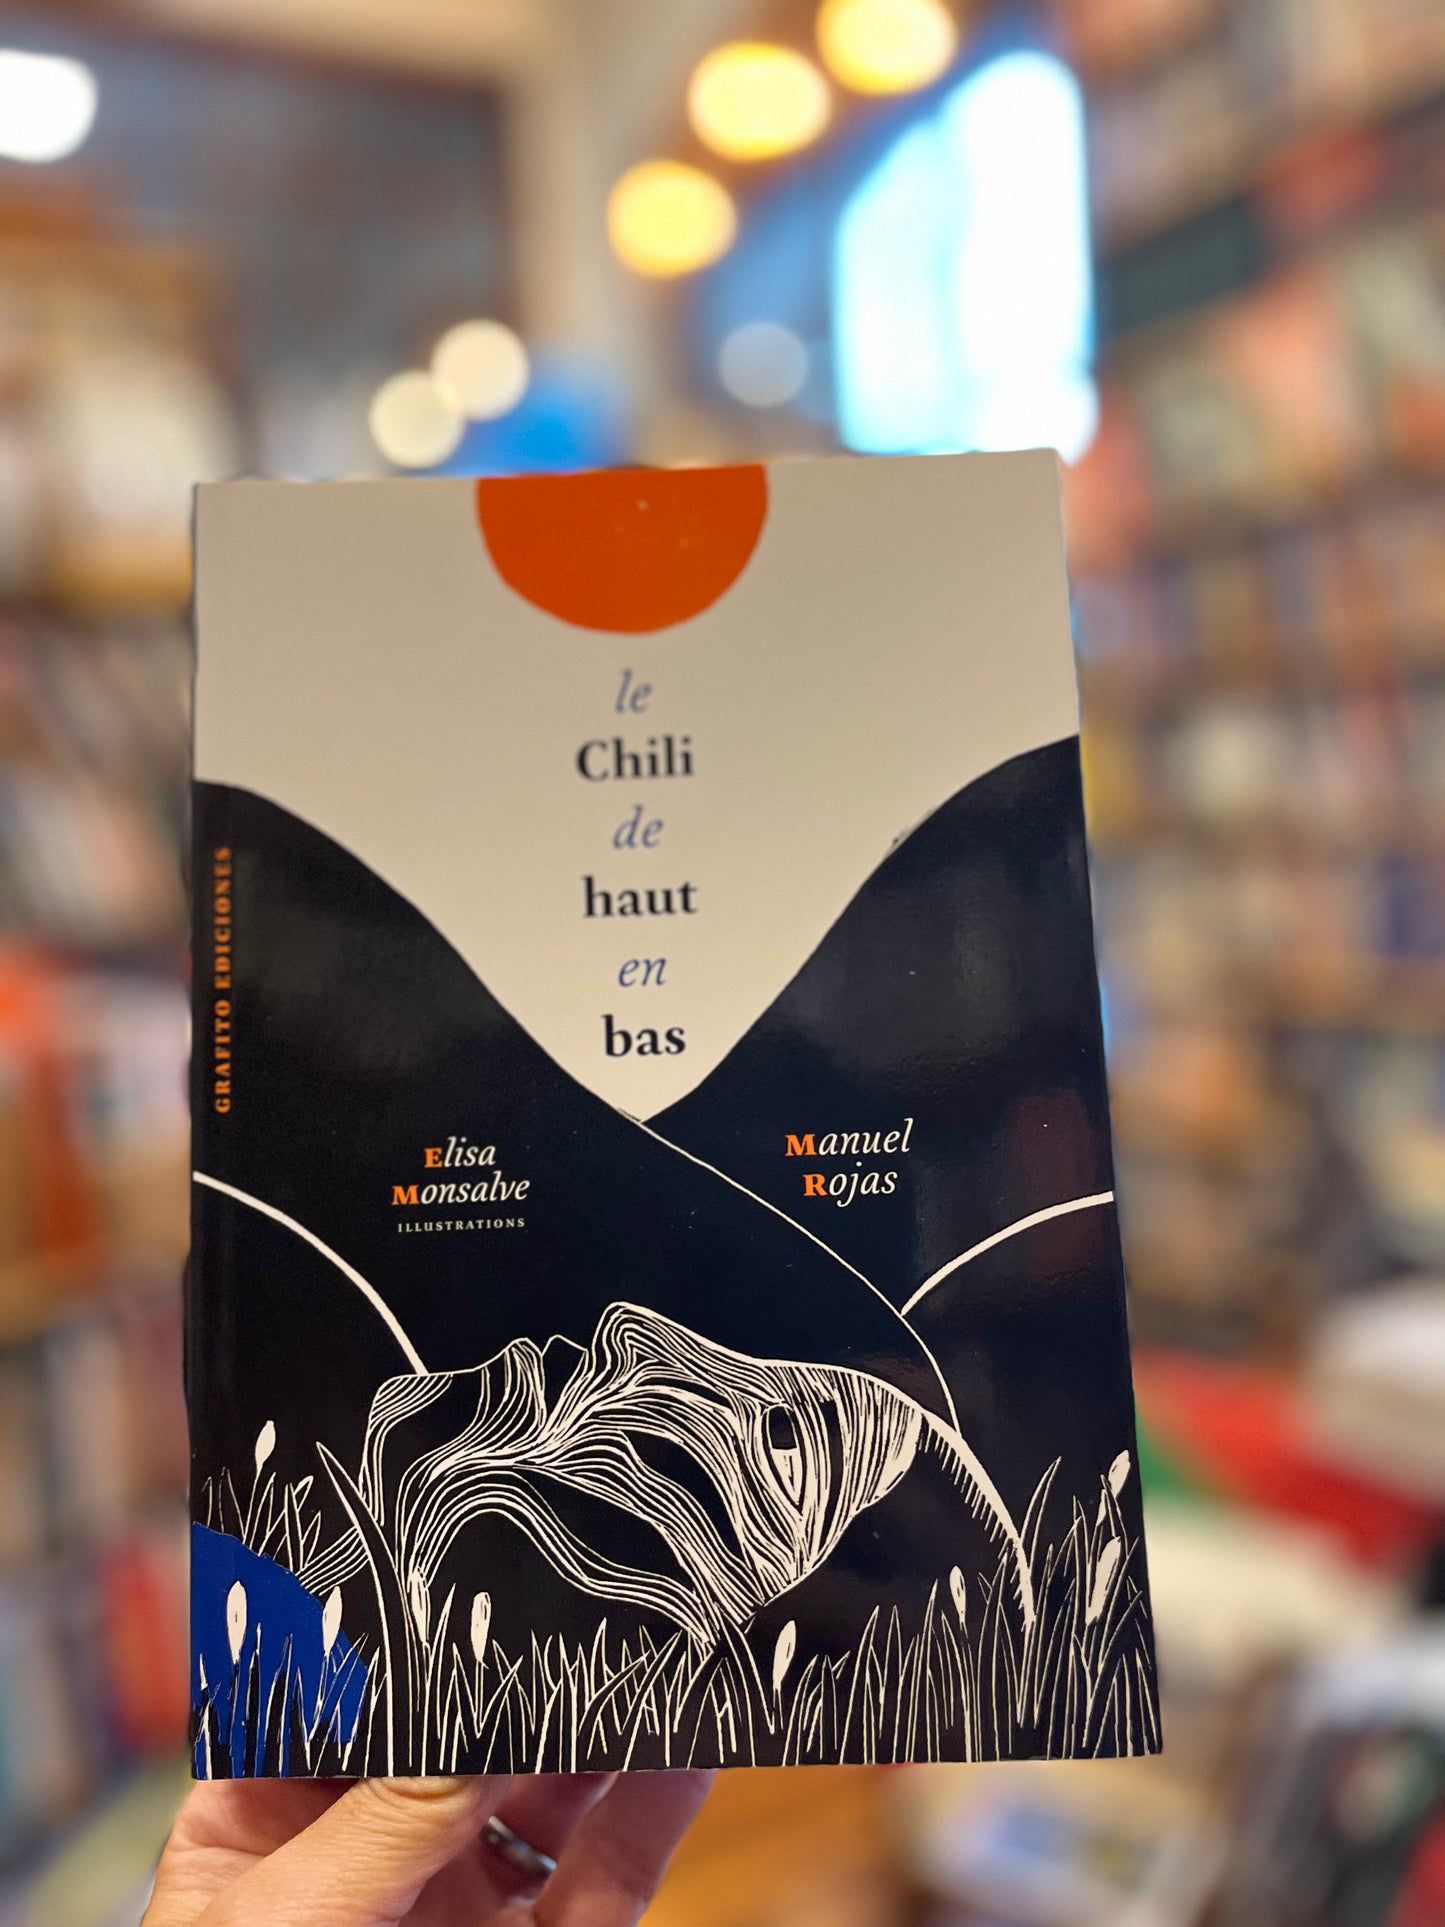 le
Chili
de
haut
en
bas
GRAFITO EDICIONES
Elisa
Monsalve
ILLUSTRATIONS
Manuel
Rojas